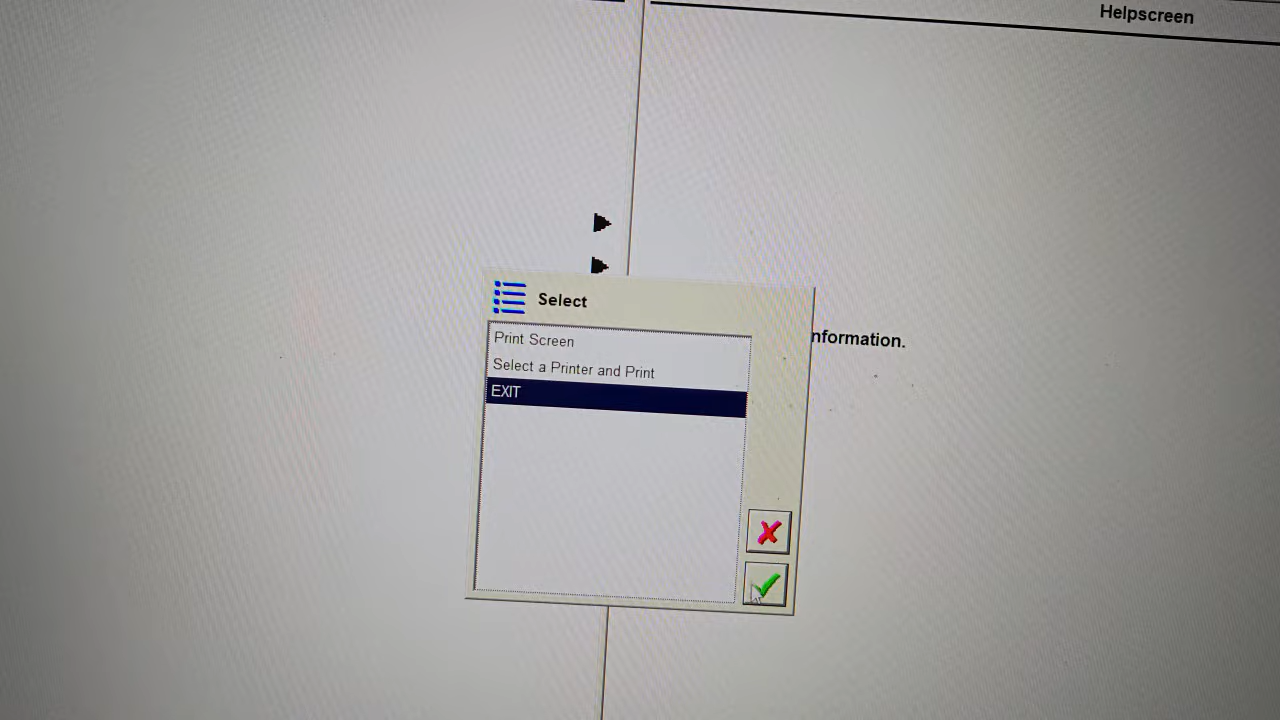 Helpscreen
Select
Print Screen
Select a Printer and Print
EXIT
nformation.